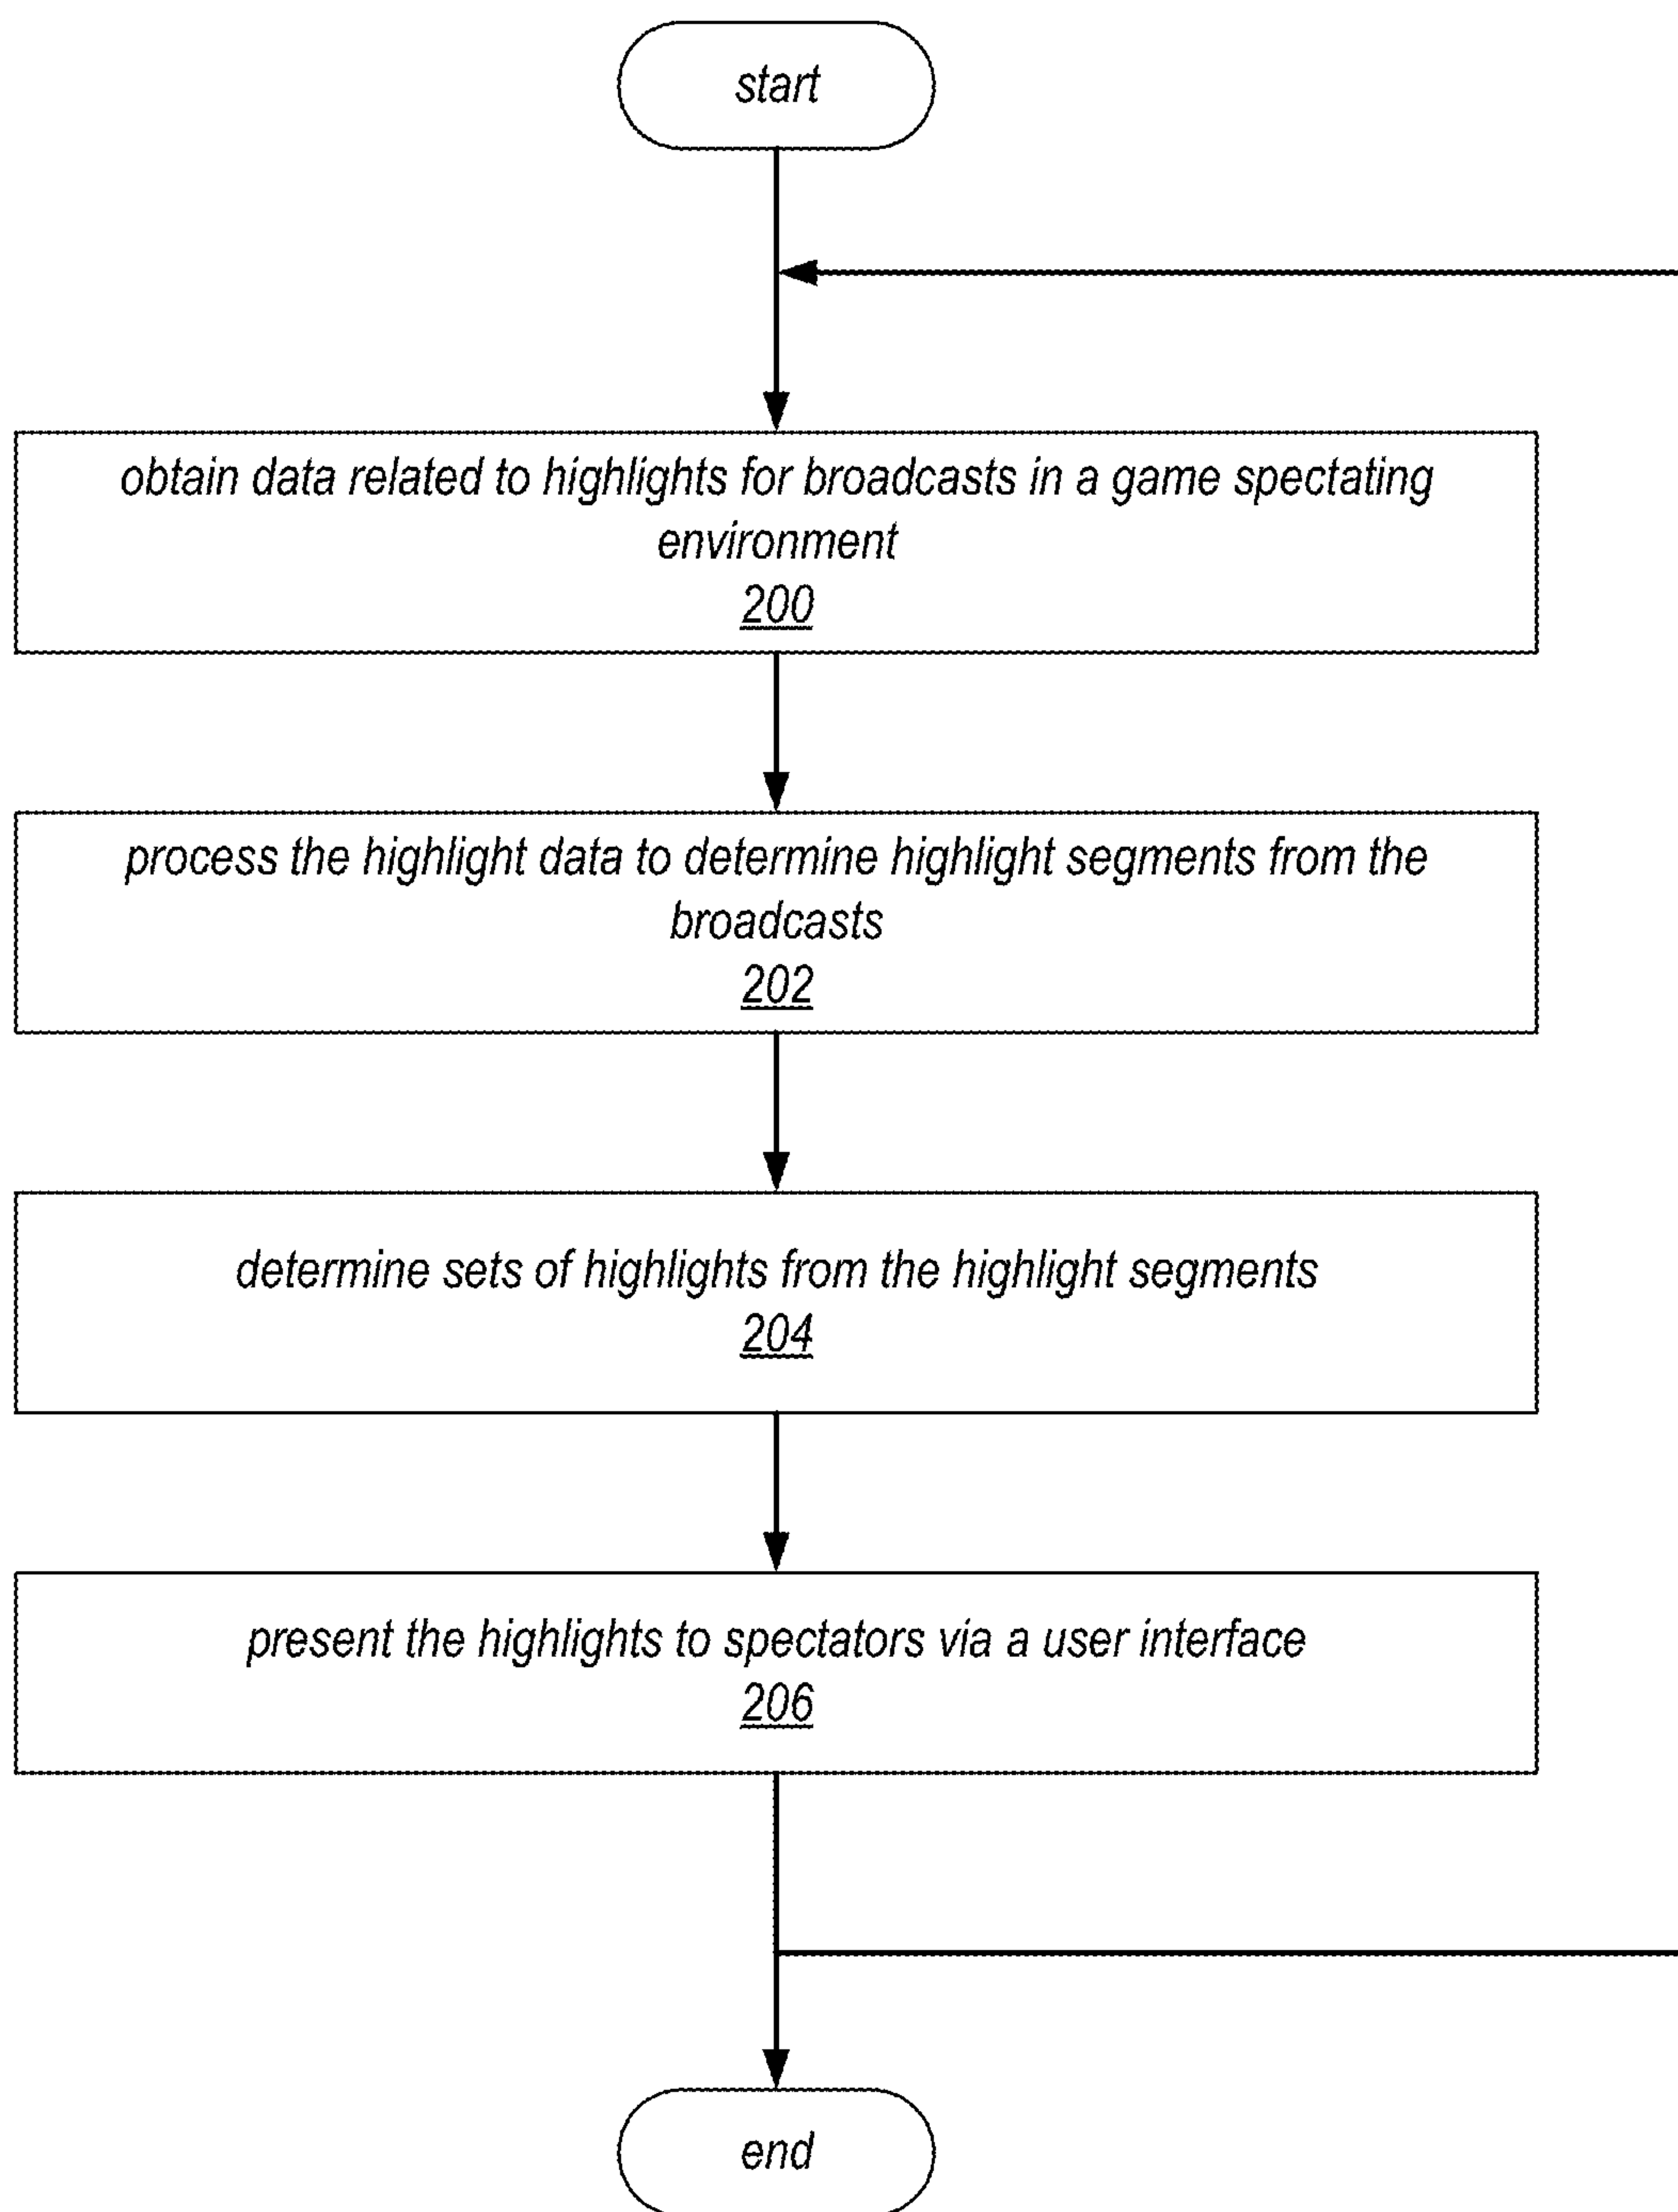 start
obtain data related to highlights for broadcasts in a game spectating
environment
200
process the highlight data to determine highlight segments from the
broadcasts
202
determine sets of highlights from the highlight segments
204
present the highlights to spectators via a user interface
206
end